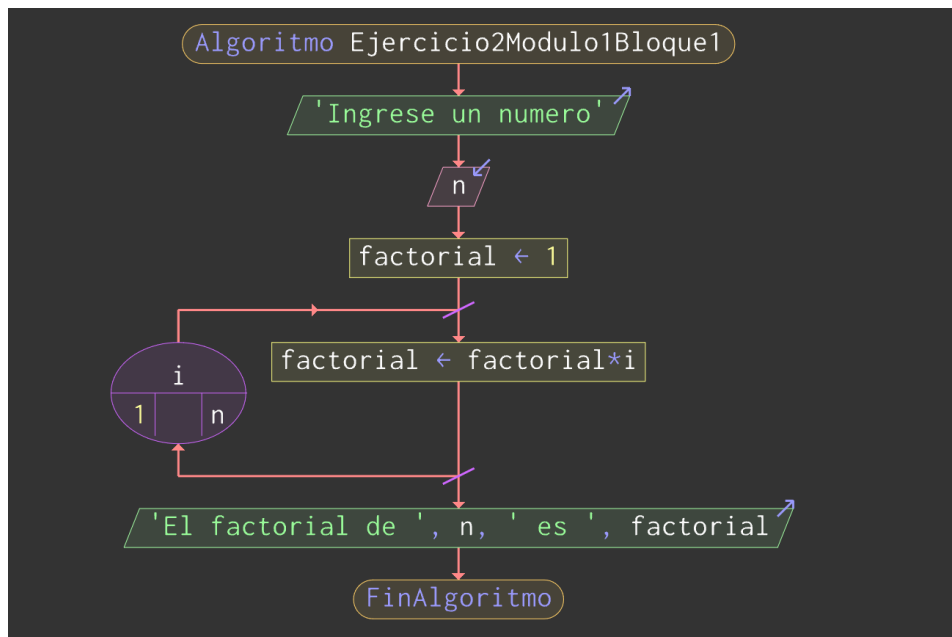 Algoritmo Ejercicio2Modulo1Bloque1
'Ingrese un numero'
n
factorial ← 1
factorial ← factorial*i
i
1 n
'El factorial de ', n, ' es ', factorial
FinAlgoritmo